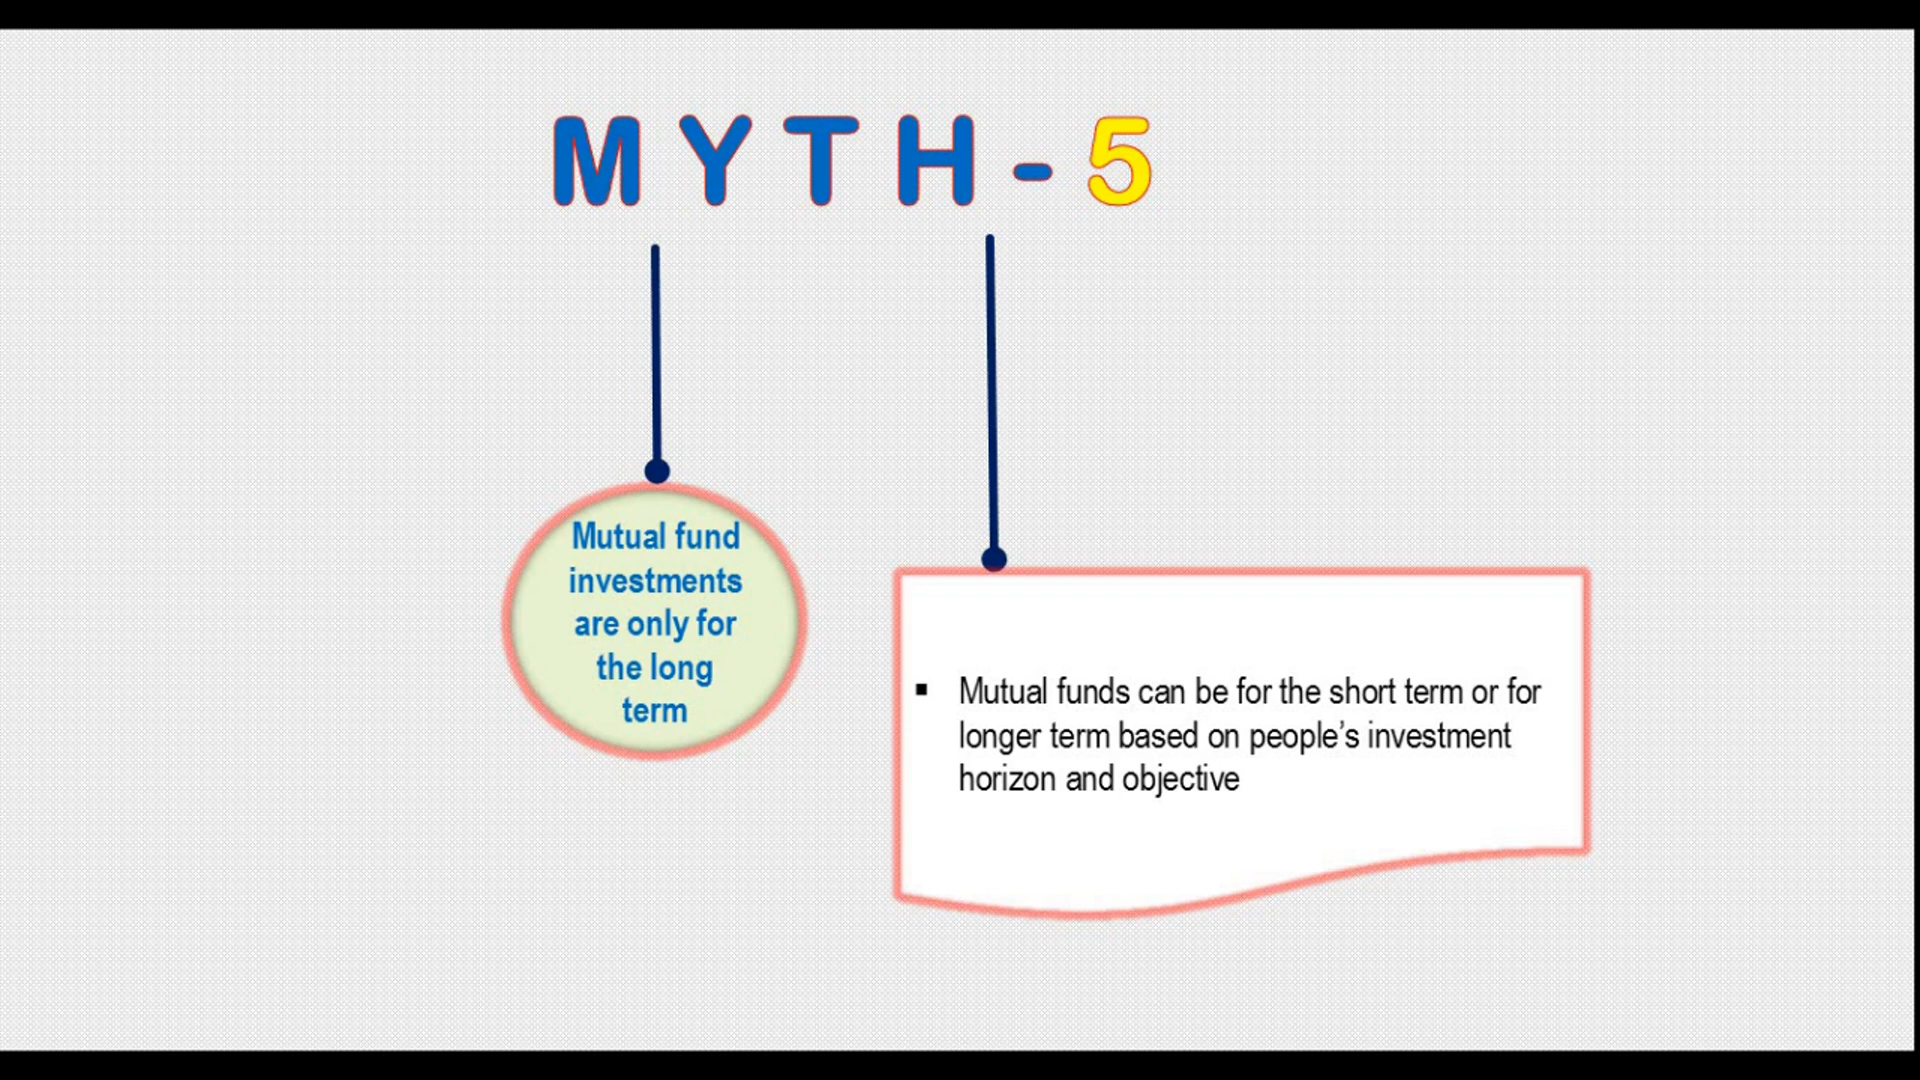 MYTH-5
Mutual fund
investments
are only for
the long
term
▪ Mutual funds can be for the short term or for
longer term based on people’s investment
horizon and objective